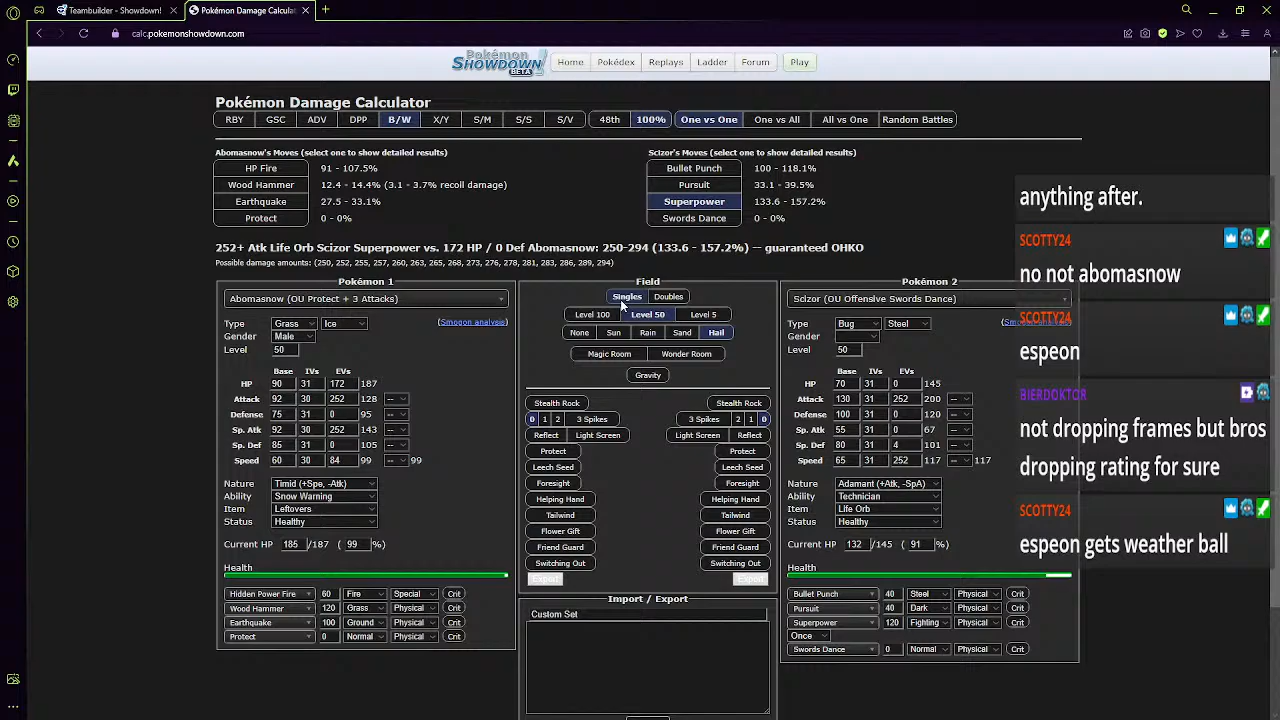 Teambuilder - Showdown!
Pokémon Damage Calculat
calc.pokemonshowdown.com
Pokémon SHOWDOWN! BETA
Home
Pokédex
Replays
Ladder
Forum
Play
Pokémon Damage Calculator
RBY GSC ADV DPP B/W X/Y S/M S/S S/V 48th 100% One vs One One vs All All vs One Random Battles
Abomasnow's Moves (select one to show detailed results)
HP Fire 91 - 107.5%
Wood Hammer 12.4 - 14.4% (3.1 - 3.7% recoil damage)
Earthquake 27.5 - 33.1%
Protect 0 - 0%
Scizor's Moves (select one to show detailed results)
Bullet Punch 100 - 118.1%
Pursuit 33.1 - 39.5%
Superpower 133.6 - 157.2%
Swords Dance 0 - 0%
252+ Atk Life Orb Scizor Superpower vs. 172 HP / 0 Def Abomasnow: 250-294 (133.6 - 157.2%) -- guaranteed OHKO
Possible damage amounts: (250, 252, 255, 257, 260, 263, 265, 268, 273, 276, 278, 281, 283, 286, 289, 294)
Pokémon 1
Abomasnow (OU Protect + 3 Attacks)
Type Grass Ice (Smogon analysis)
Gender Male
Level 50
Base IVs EVs
HP 90 31 172 187
Attack 92 30 252 128 --
Defense 75 31 0 95 --
Sp. Atk 92 30 252 143 --
Sp. Def 85 31 0 105 --
Speed 60 30 84 99 -- 99
Nature Timid (+Spe, -Atk)
Ability Snow Warning
Item Leftovers
Status Healthy
Current HP 185 /187 ( 99 %)
Health
Hidden Power Fire 60 Fire Special Crit
Wood Hammer 120 Grass Physical Crit
Earthquake 100 Ground Physical Crit
Protect 0 Normal Physical Crit
Field
Singles Doubles
Level 100 Level 50 Level 5
None Sun Rain Sand Hail
Magic Room Wonder Room
Gravity
Stealth Rock Stealth Rock
0 1 2 3 Spikes 3 Spikes 2 1 0
Reflect Light Screen Light Screen Reflect
Protect Protect
Leech Seed Leech Seed
Foresight Foresight
Helping Hand Helping Hand
Tailwind Tailwind
Flower Gift Flower Gift
Friend Guard Friend Guard
Switching Out Switching Out
Export Export
Import / Export
Custom Set
Pokémon 2
Scizor (OU Offensive Swords Dance)
Type Bug Steel
Gender
Level 50
Base IVs EVs
HP 70 31 0 145
Attack 130 31 252 200 --
Defense 100 31 0 120 --
Sp. Atk 55 31 0 67 --
Sp. Def 80 31 4 101 --
Speed 65 31 252 117 -- 117
Nature Adamant (+Atk, -SpA)
Ability Technician
Item Life Orb
Status Healthy
Current HP 132 /145 ( 91 %)
Health
Bullet Punch 40 Steel Physical Crit
Pursuit 40 Dark Physical Crit
Superpower 120 Fighting Physical Crit
Once
Swords Dance 0 Normal Physical Crit
anything after.
SCOTTY24
no not abomasnow
SCOTTY24
espeon
BIERDOKTOR
not dropping frames but bros
dropping rating for sure
SCOTTY24
espeon gets weather ball